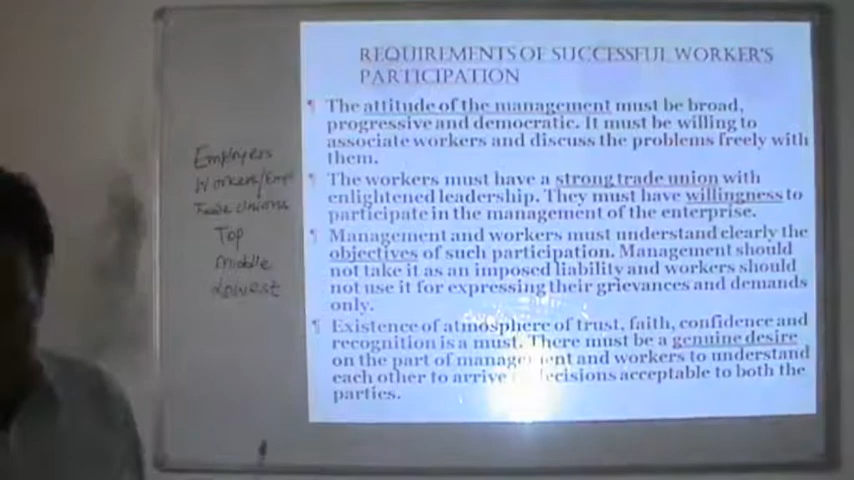 REQUIREMENTS OF SUCCESSFUL WORKER'S
PARTICIPATION
The attitude of the management must be broad,
progressive and democratic. It must be willing to
associate workers and discuss the problems freely with
them.
The workers must have a strong trade union with
enlightened leadership. They must have willingness to
participate in the management of the enterprise.
Management and workers must understand clearly the
objectives of such participation. Management should
not take it as an imposed liability and workers should
not use it for expressing their grievances and demands
only.
Existence of atmosphere of trust, faith, confidence and
recognition is a must. There must be a genuine desire
on the part of management and workers to understand
each other to arrive decisions acceptable to both the
parties.
Employers
Workers/Empl
Trade Unions
Top
Middle
Lowest